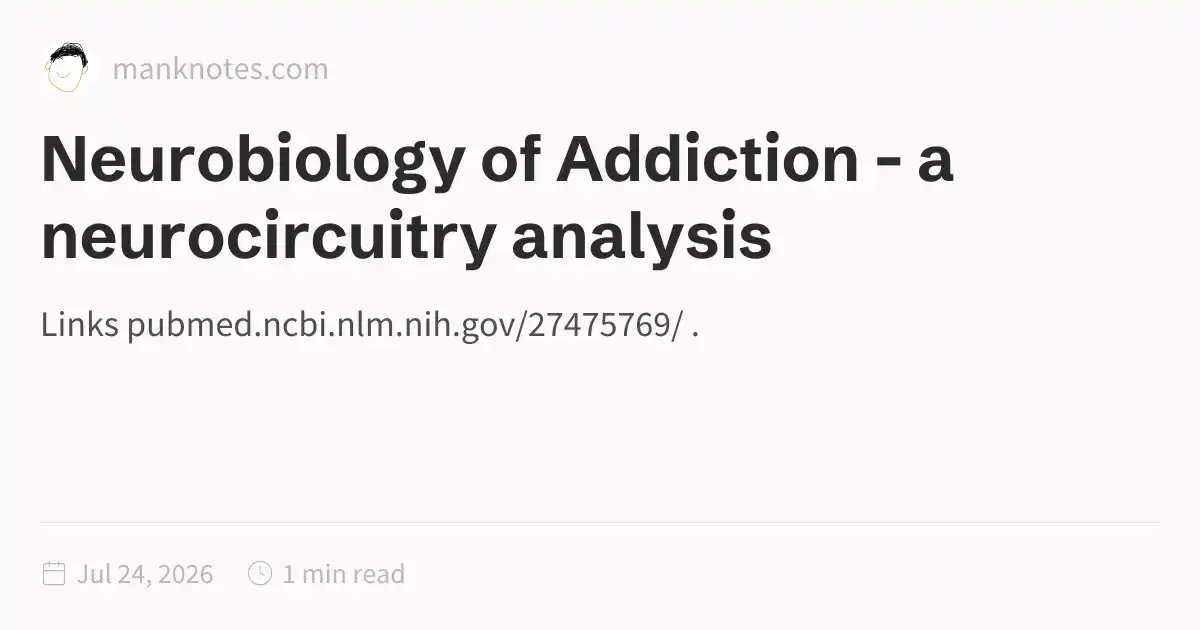 manknotes.com
Neurobiology of Addiction - a
neurocircuitry analysis
Links pubmed.ncbi.nlm.nih.gov/27475769/ .
Jul 24, 2026 1 min read